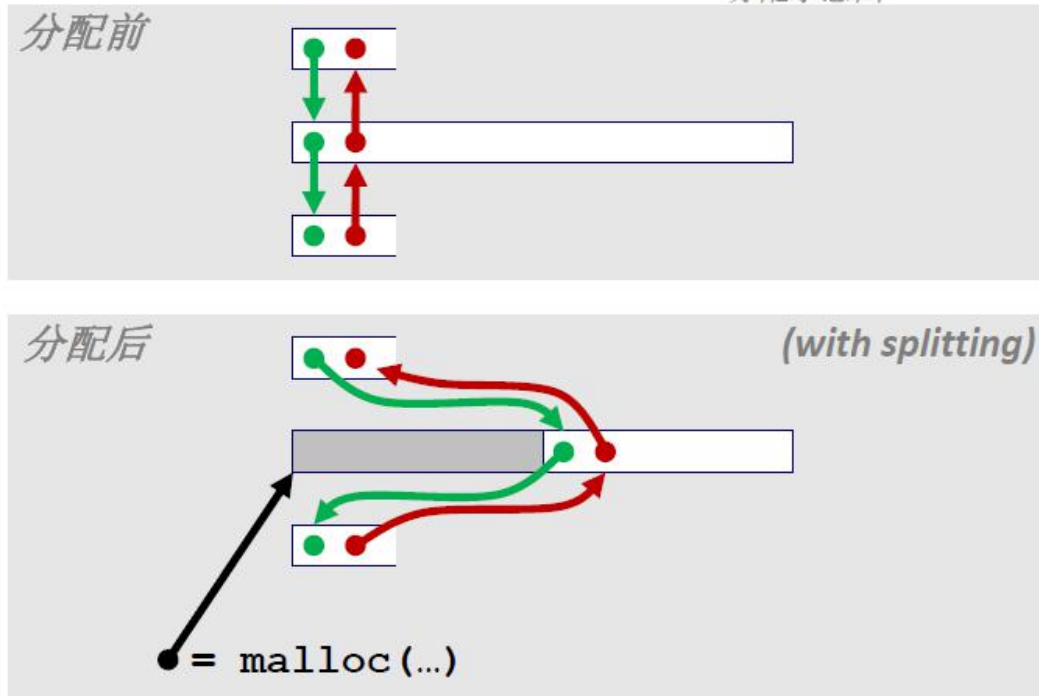 分配前
分配后
(with splitting)
= malloc(…)